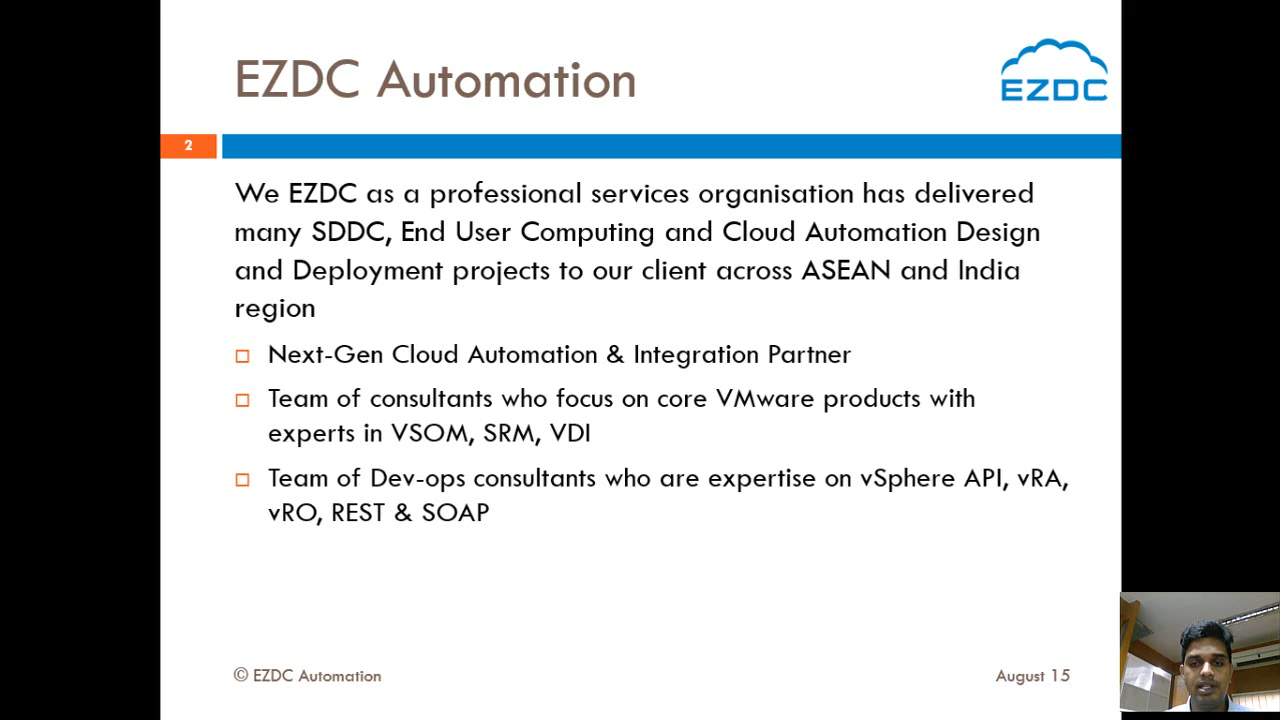 EZDC Automation
EZDC
2
We EZDC as a professional services organisation has delivered
many SDDC, End User Computing and Cloud Automation Design
and Deployment projects to our client across ASEAN and India
region
Next-Gen Cloud Automation & Integration Partner
Team of consultants who focus on core VMware products with
experts in VSOM, SRM, VDI
Team of Dev-ops consultants who are expertise on vSphere API, vRA,
vRO, REST & SOAP
© EZDC Automation
August 15